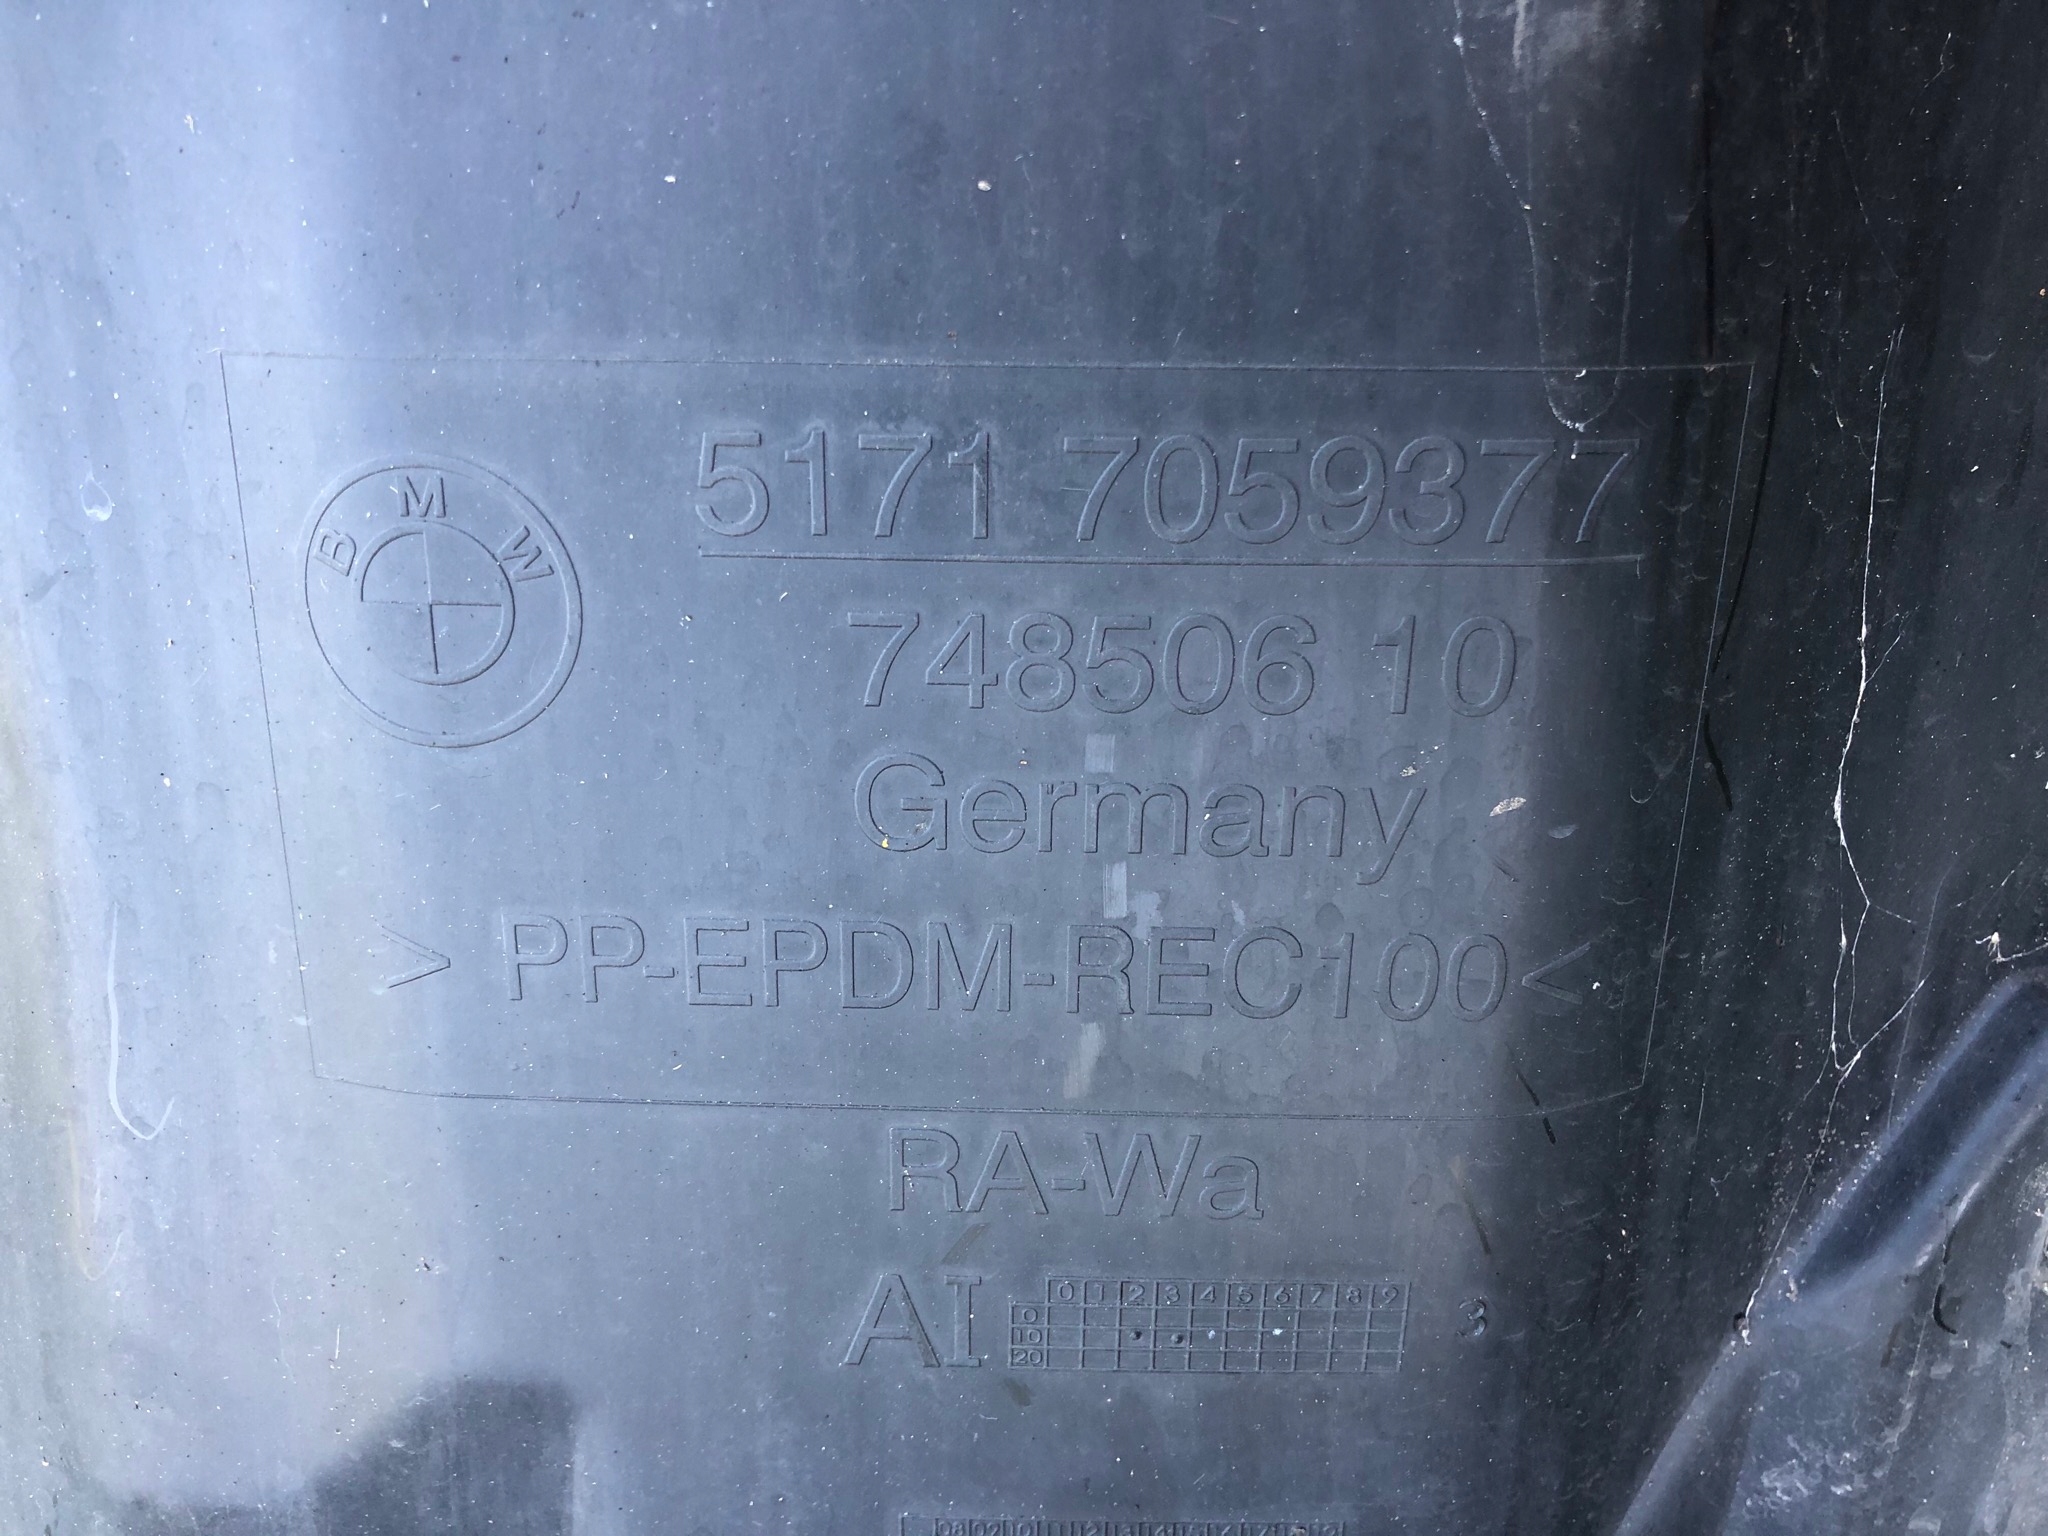 BMW
5171 7059377
748506 10
Germany
> PP-EPDM-REC100 <
RA-Wa
AI
0 1 2 3 4 5 6 7 8 9
0
10
20
3